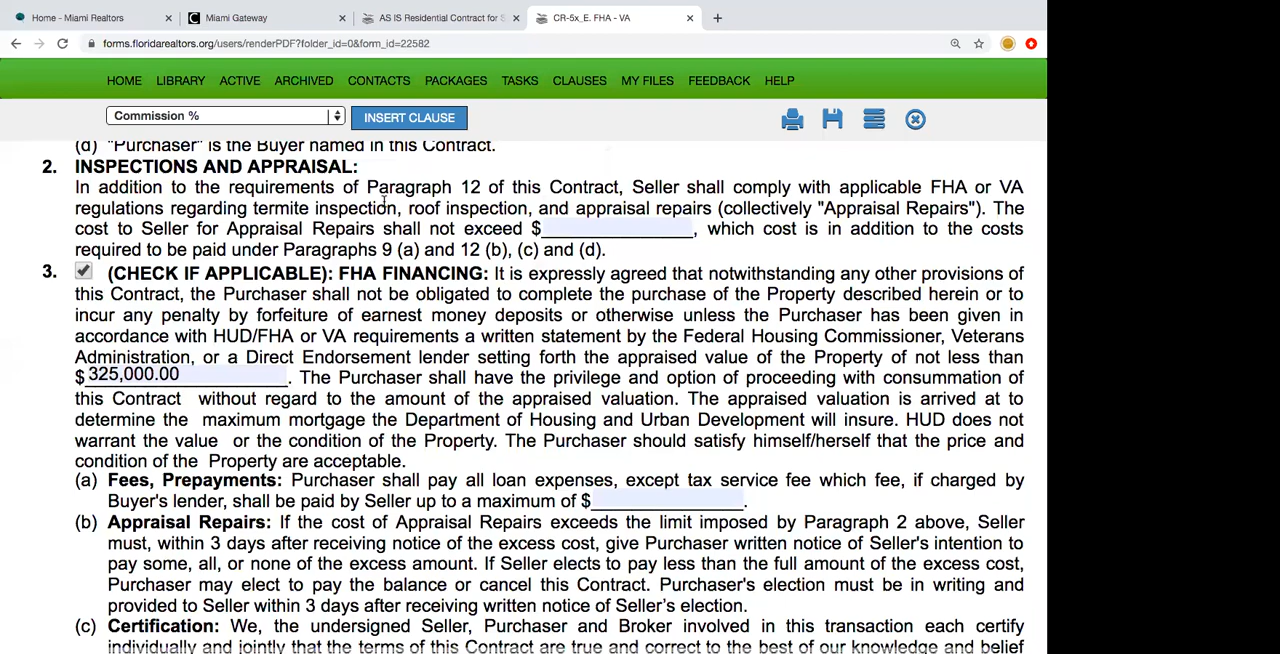 Home - Miami Realtors
Miami Gateway
AS IS Residential Contract for S
CR-5x_E. FHA - VA
forms.floridarealtors.org/users/renderPDF?folder_id=0&form_id=22582
HOME LIBRARY ACTIVE ARCHIVED CONTACTS PACKAGES TASKS CLAUSES MY FILES FEEDBACK HELP
Commission % INSERT CLAUSE
(d) "Purchaser" is the Buyer named in this Contract.
2. INSPECTIONS AND APPRAISAL:
In addition to the requirements of Paragraph 12 of this Contract, Seller shall comply with applicable FHA or VA
regulations regarding termite inspection, roof inspection, and appraisal repairs (collectively "Appraisal Repairs"). The
cost to Seller for Appraisal Repairs shall not exceed $ , which cost is in addition to the costs
required to be paid under Paragraphs 9 (a) and 12 (b), (c) and (d).
3. (CHECK IF APPLICABLE): FHA FINANCING: It is expressly agreed that notwithstanding any other provisions of
this Contract, the Purchaser shall not be obligated to complete the purchase of the Property described herein or to
incur any penalty by forfeiture of earnest money deposits or otherwise unless the Purchaser has been given in
accordance with HUD/FHA or VA requirements a written statement by the Federal Housing Commissioner, Veterans
Administration, or a Direct Endorsement lender setting forth the appraised value of the Property of not less than
$ 325,000.00 . The Purchaser shall have the privilege and option of proceeding with consummation of
this Contract without regard to the amount of the appraised valuation. The appraised valuation is arrived at to
determine the maximum mortgage the Department of Housing and Urban Development will insure. HUD does not
warrant the value or the condition of the Property. The Purchaser should satisfy himself/herself that the price and
condition of the Property are acceptable.
(a) Fees, Prepayments: Purchaser shall pay all loan expenses, except tax service fee which fee, if charged by
Buyer's lender, shall be paid by Seller up to a maximum of $ .
(b) Appraisal Repairs: If the cost of Appraisal Repairs exceeds the limit imposed by Paragraph 2 above, Seller
must, within 3 days after receiving notice of the excess cost, give Purchaser written notice of Seller's intention to
pay some, all, or none of the excess amount. If Seller elects to pay less than the full amount of the excess cost,
Purchaser may elect to pay the balance or cancel this Contract. Purchaser's election must be in writing and
provided to Seller within 3 days after receiving written notice of Seller's election.
(c) Certification: We, the undersigned Seller, Purchaser and Broker involved in this transaction each certify
individually and jointly that the terms of this Contract are true and correct to the best of our knowledge and belief